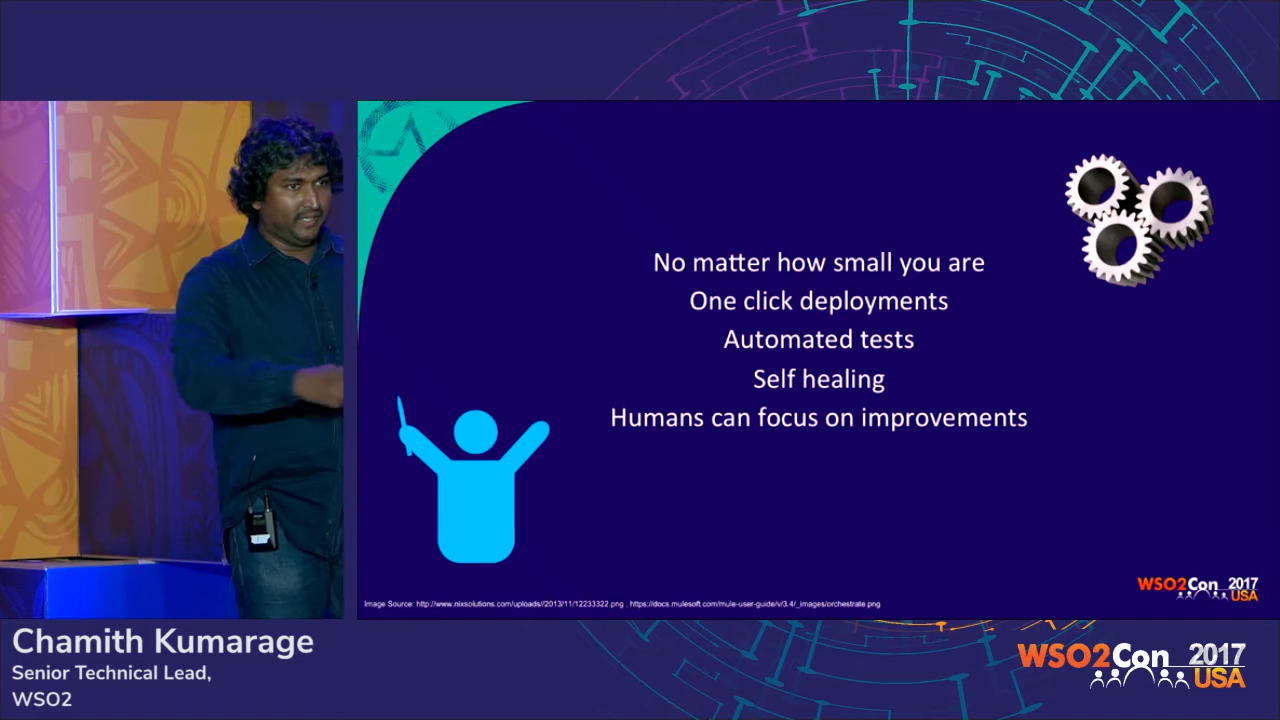 No matter how small you are
One click deployments
Automated tests
Self healing
Humans can focus on improvements
Image Source: http://www.nixsolutions.com/uploads//2013/11/12233322.png , https://docs.mulesoft.com/mule-user-guide/v/3.4/_images/orchestrate.png
WSO2Con 2017
USA
Chamith Kumarage
Senior Technical Lead,
WSO2
WSO2Con 2017
USA